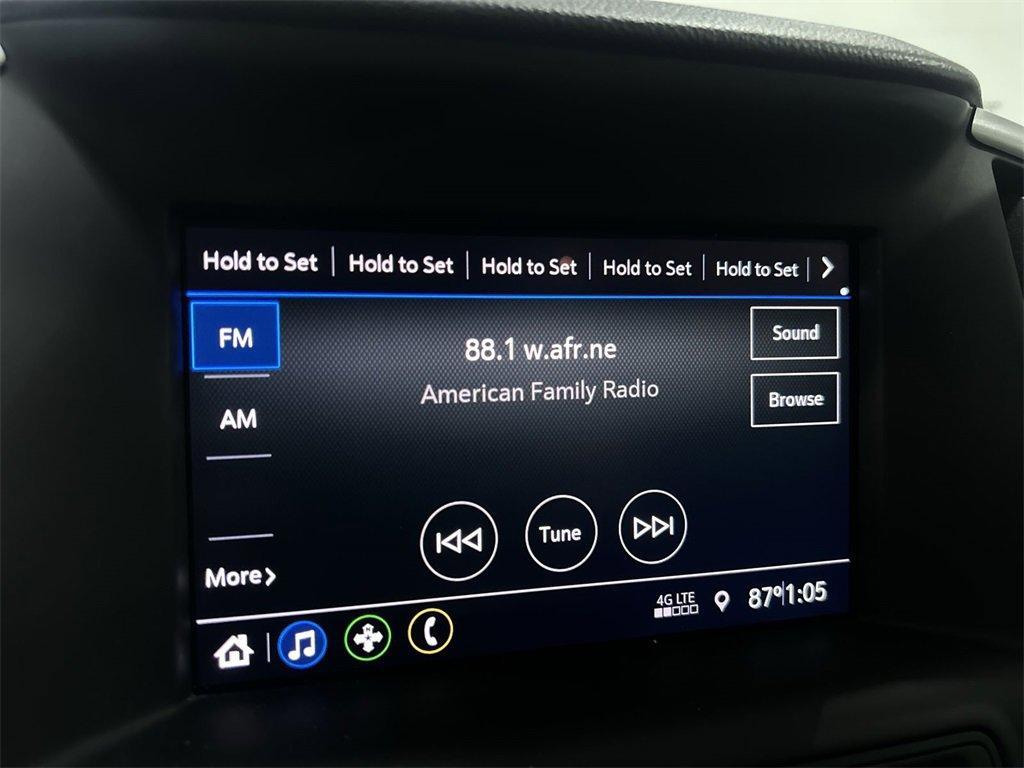 Hold to Set Hold to Set Hold to Set Hold to Set Hold to Set
FM
88.1 w.afr.ne
Sound
American Family Radio
AM
Browse
Tune
More
4G LTE
87° 1:05